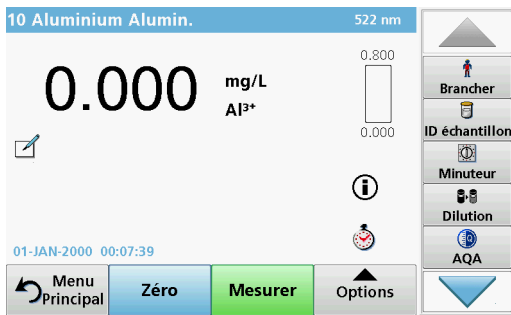 10 Aluminium Alumin. 522 nm
0.000 mg/L
Al³⁺
0.800
0.000
01-JAN-2000 00:07:39
Menu Principal
Zéro
Mesurer
Options
Brancher
ID échantillon
Minuteur
Dilution
AQA